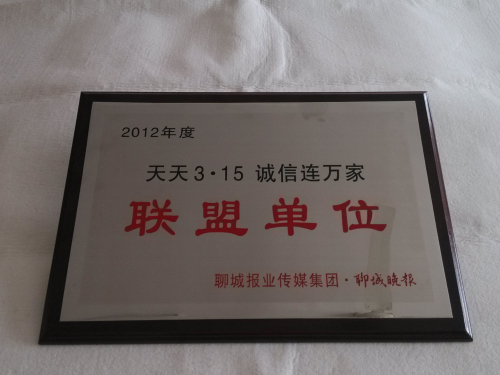 2012年度
天天3·15 诚信连万家
联盟单位
聊城报业传媒集团·聊城晚报